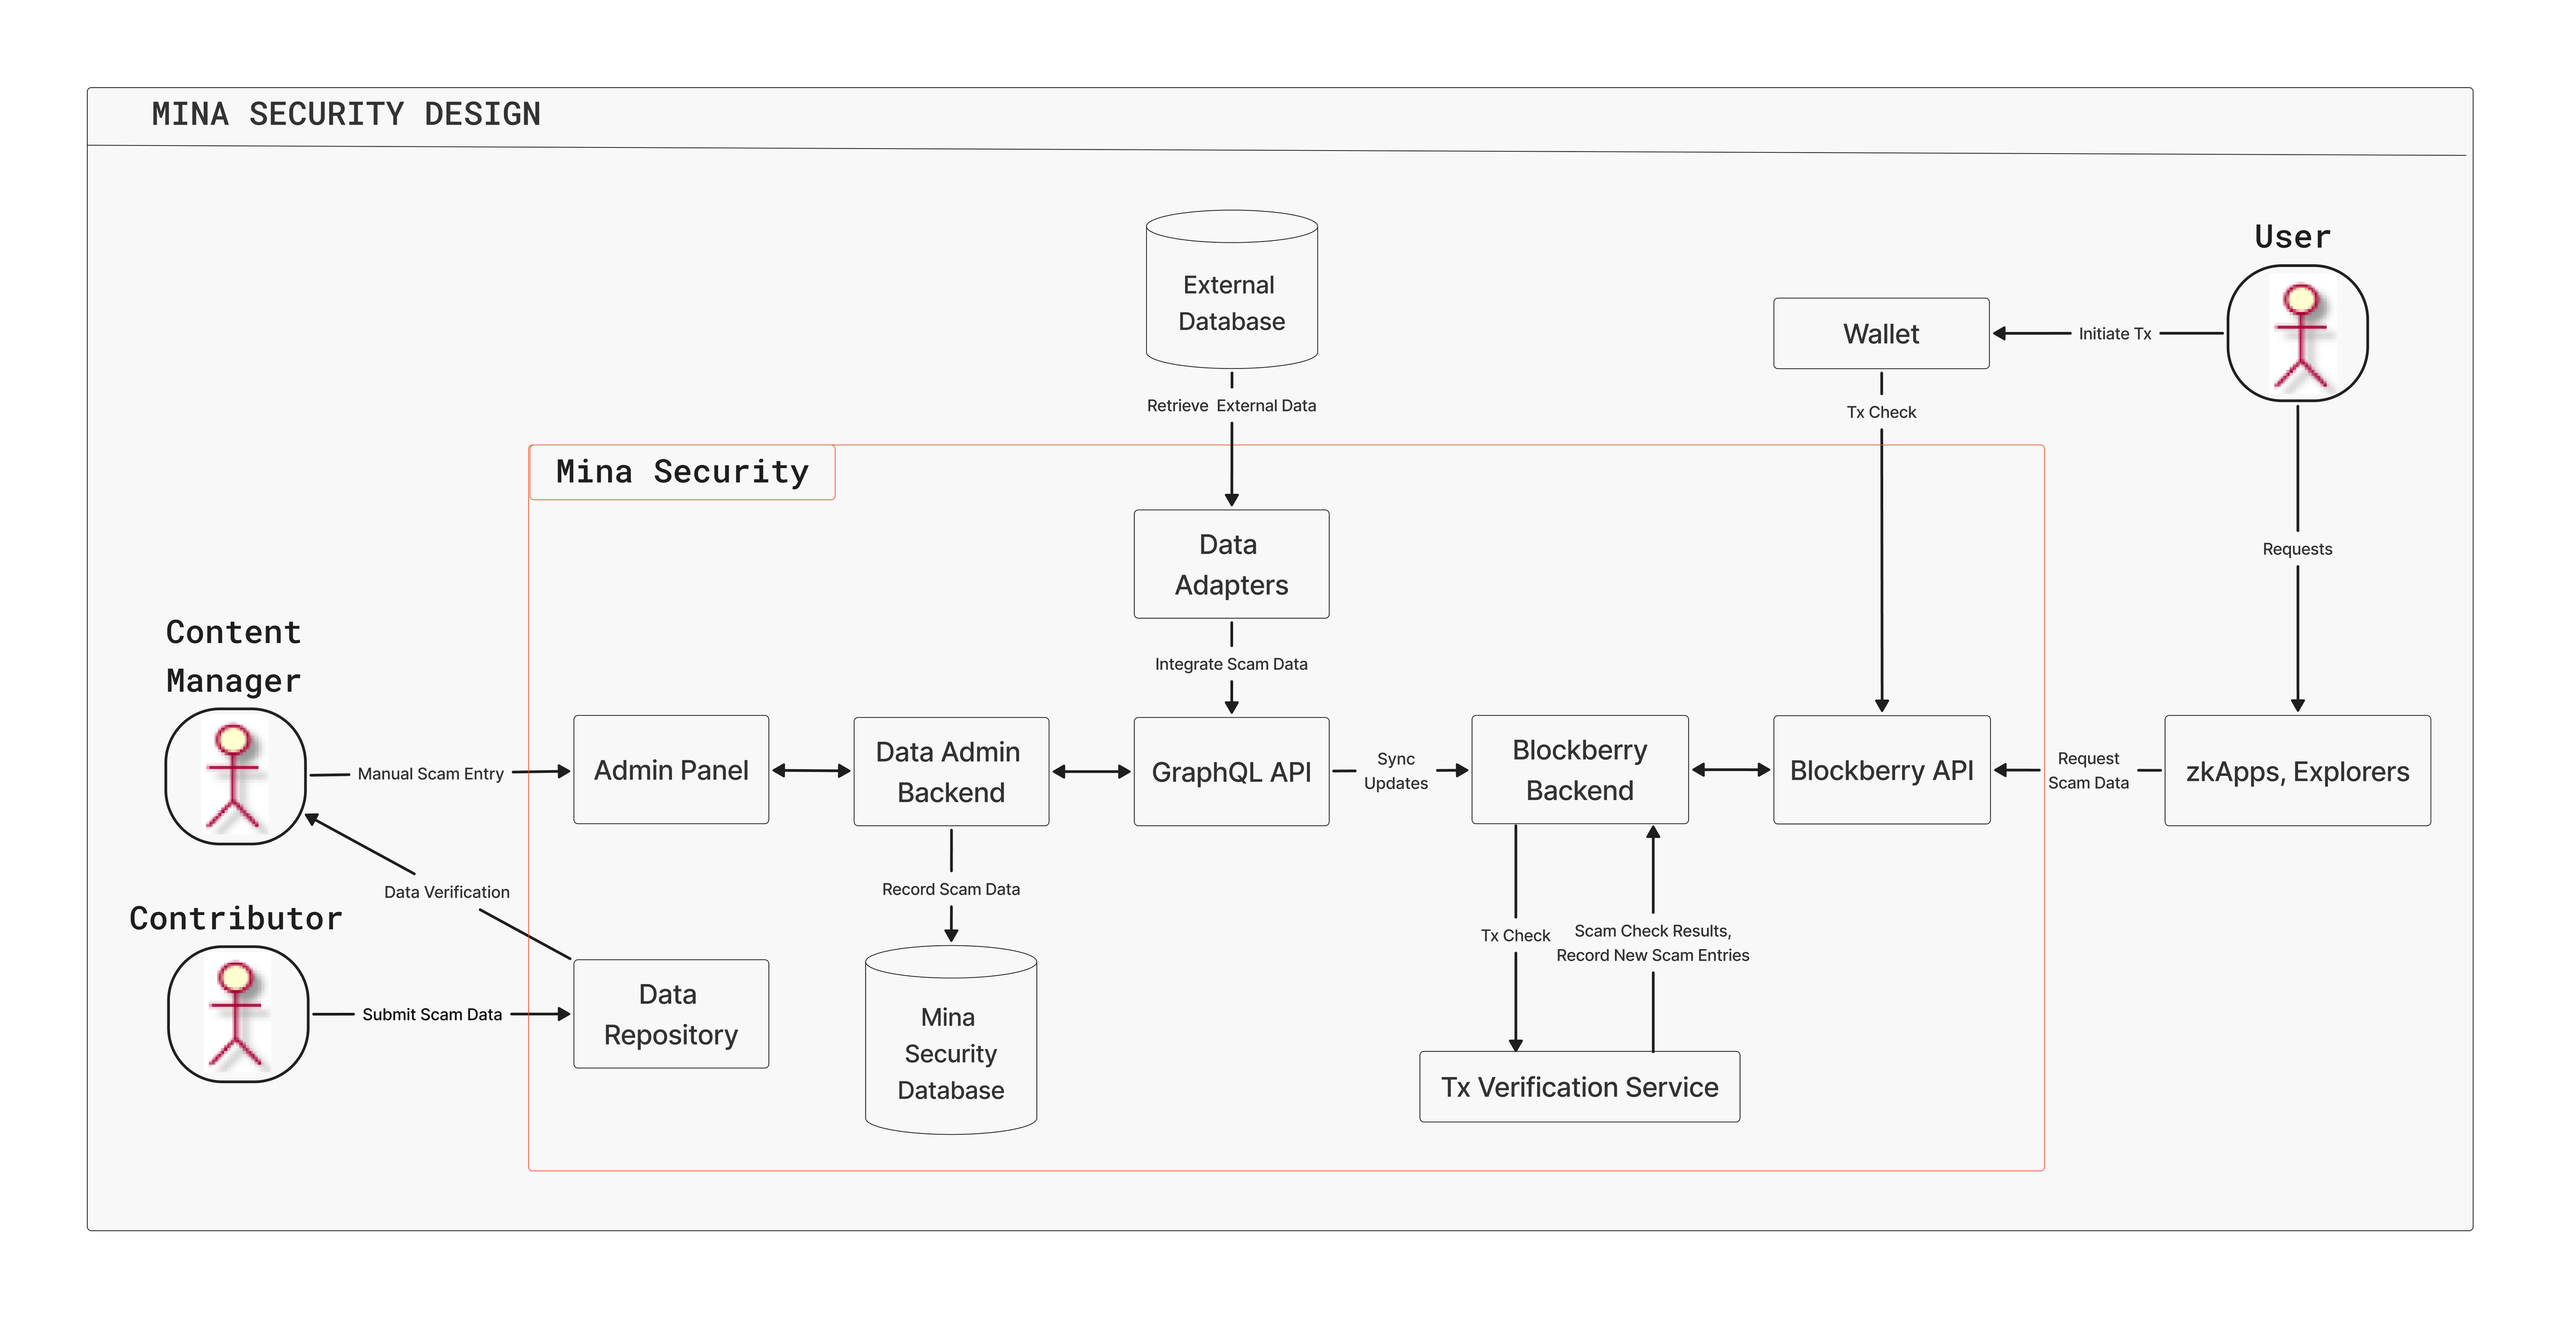 MINA SECURITY DESIGN
External
Database
User
Wallet
Initiate Tx
Retrieve  External Data
Tx Check
Mina Security
Data
Adapters
Requests
Content
Manager
Integrate Scam Data
Manual Scam Entry
Admin Panel
Data Admin
Backend
GraphQL API
Sync
Updates
Blockberry
Backend
Blockberry API
Request
Scam Data
zkApps, Explorers
Data Verification
Record Scam Data
Contributor
Tx Check
Scam Check Results,
Record New Scam Entries
Submit Scam Data
Data
Repository
Mina
Security
Database
Tx Verification Service